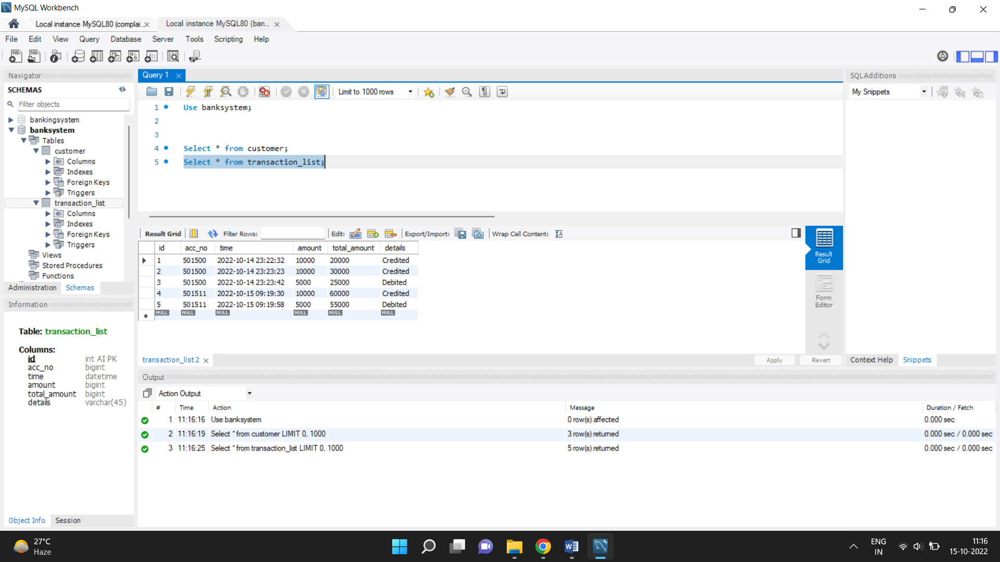 MySQL Workbench
Local instance MySQL80 (complai..
Local instance MySQL80 (ban...
File Edit View Query Database Server Tools Scripting Help
Navigator
SCHEMAS
Filter objects
bankingsystem
banksystem
Tables
customer
Columns
Indexes
Foreign Keys
Triggers
transaction_list
Columns
Indexes
Foreign Keys
Triggers
Views
Stored Procedures
Functions
Administration Schemas
Information
Table: transaction_list
Columns:
id int AI PK
acc_no bigint
time datetime
amount bigint
total_amount bigint
details varchar(45)
Object Info Session
Query 1
Limit to 1000 rows
1 Use banksystem;
2
3
4 Select * from customer;
5 Select * from transaction_list;
Result Grid Filter Rows: Edit: Export/Import: Wrap Cell Content:
id acc_no time amount total_amount details
1 501500 2022-10-14 23:22:32 10000 20000 Credited
2 501500 2022-10-14 23:23:23 10000 30000 Credited
3 501500 2022-10-14 23:23:42 5000 25000 Debited
4 501511 2022-10-15 09:19:30 10000 60000 Credited
5 501511 2022-10-15 09:19:58 5000 55000 Debited
NULL NULL NULL NULL NULL NULL
Result
Grid
Form
Editor
transaction_list 2
Apply Revert
SQLAdditions
My Snippets
Context Help Snippets
Output
Action Output
# Time Action Message Duration / Fetch
1 11:16:16 Use banksystem 0 row(s) affected 0.000 sec
2 11:16:19 Select * from customer LIMIT 0, 1000 3 row(s) returned 0.000 sec / 0.000 sec
3 11:16:25 Select * from transaction_list LIMIT 0, 1000 5 row(s) returned 0.000 sec / 0.000 sec
27°C
Haze
ENG
IN
11:16
15-10-2022